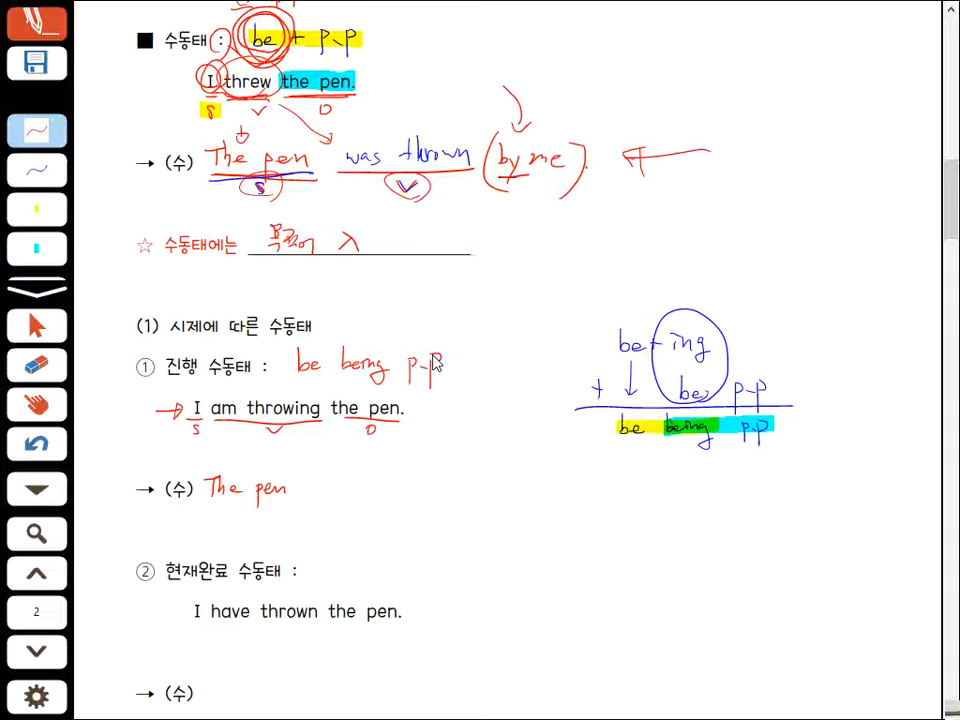 ■ 수동태 : be + p.p
I threw the pen.
S V O
→ (수) The pen was thrown (by me).
S V
☆ 수동태에는 목적어 X
(1) 시제에 따른 수동태
① 진행 수동태 : be being p.p
→ I am throwing the pen.
S V O
→ (수) The pen
be - ing
+ be p.p
be being p.p
② 현재완료 수동태 :
I have thrown the pen.
→ (수)
2